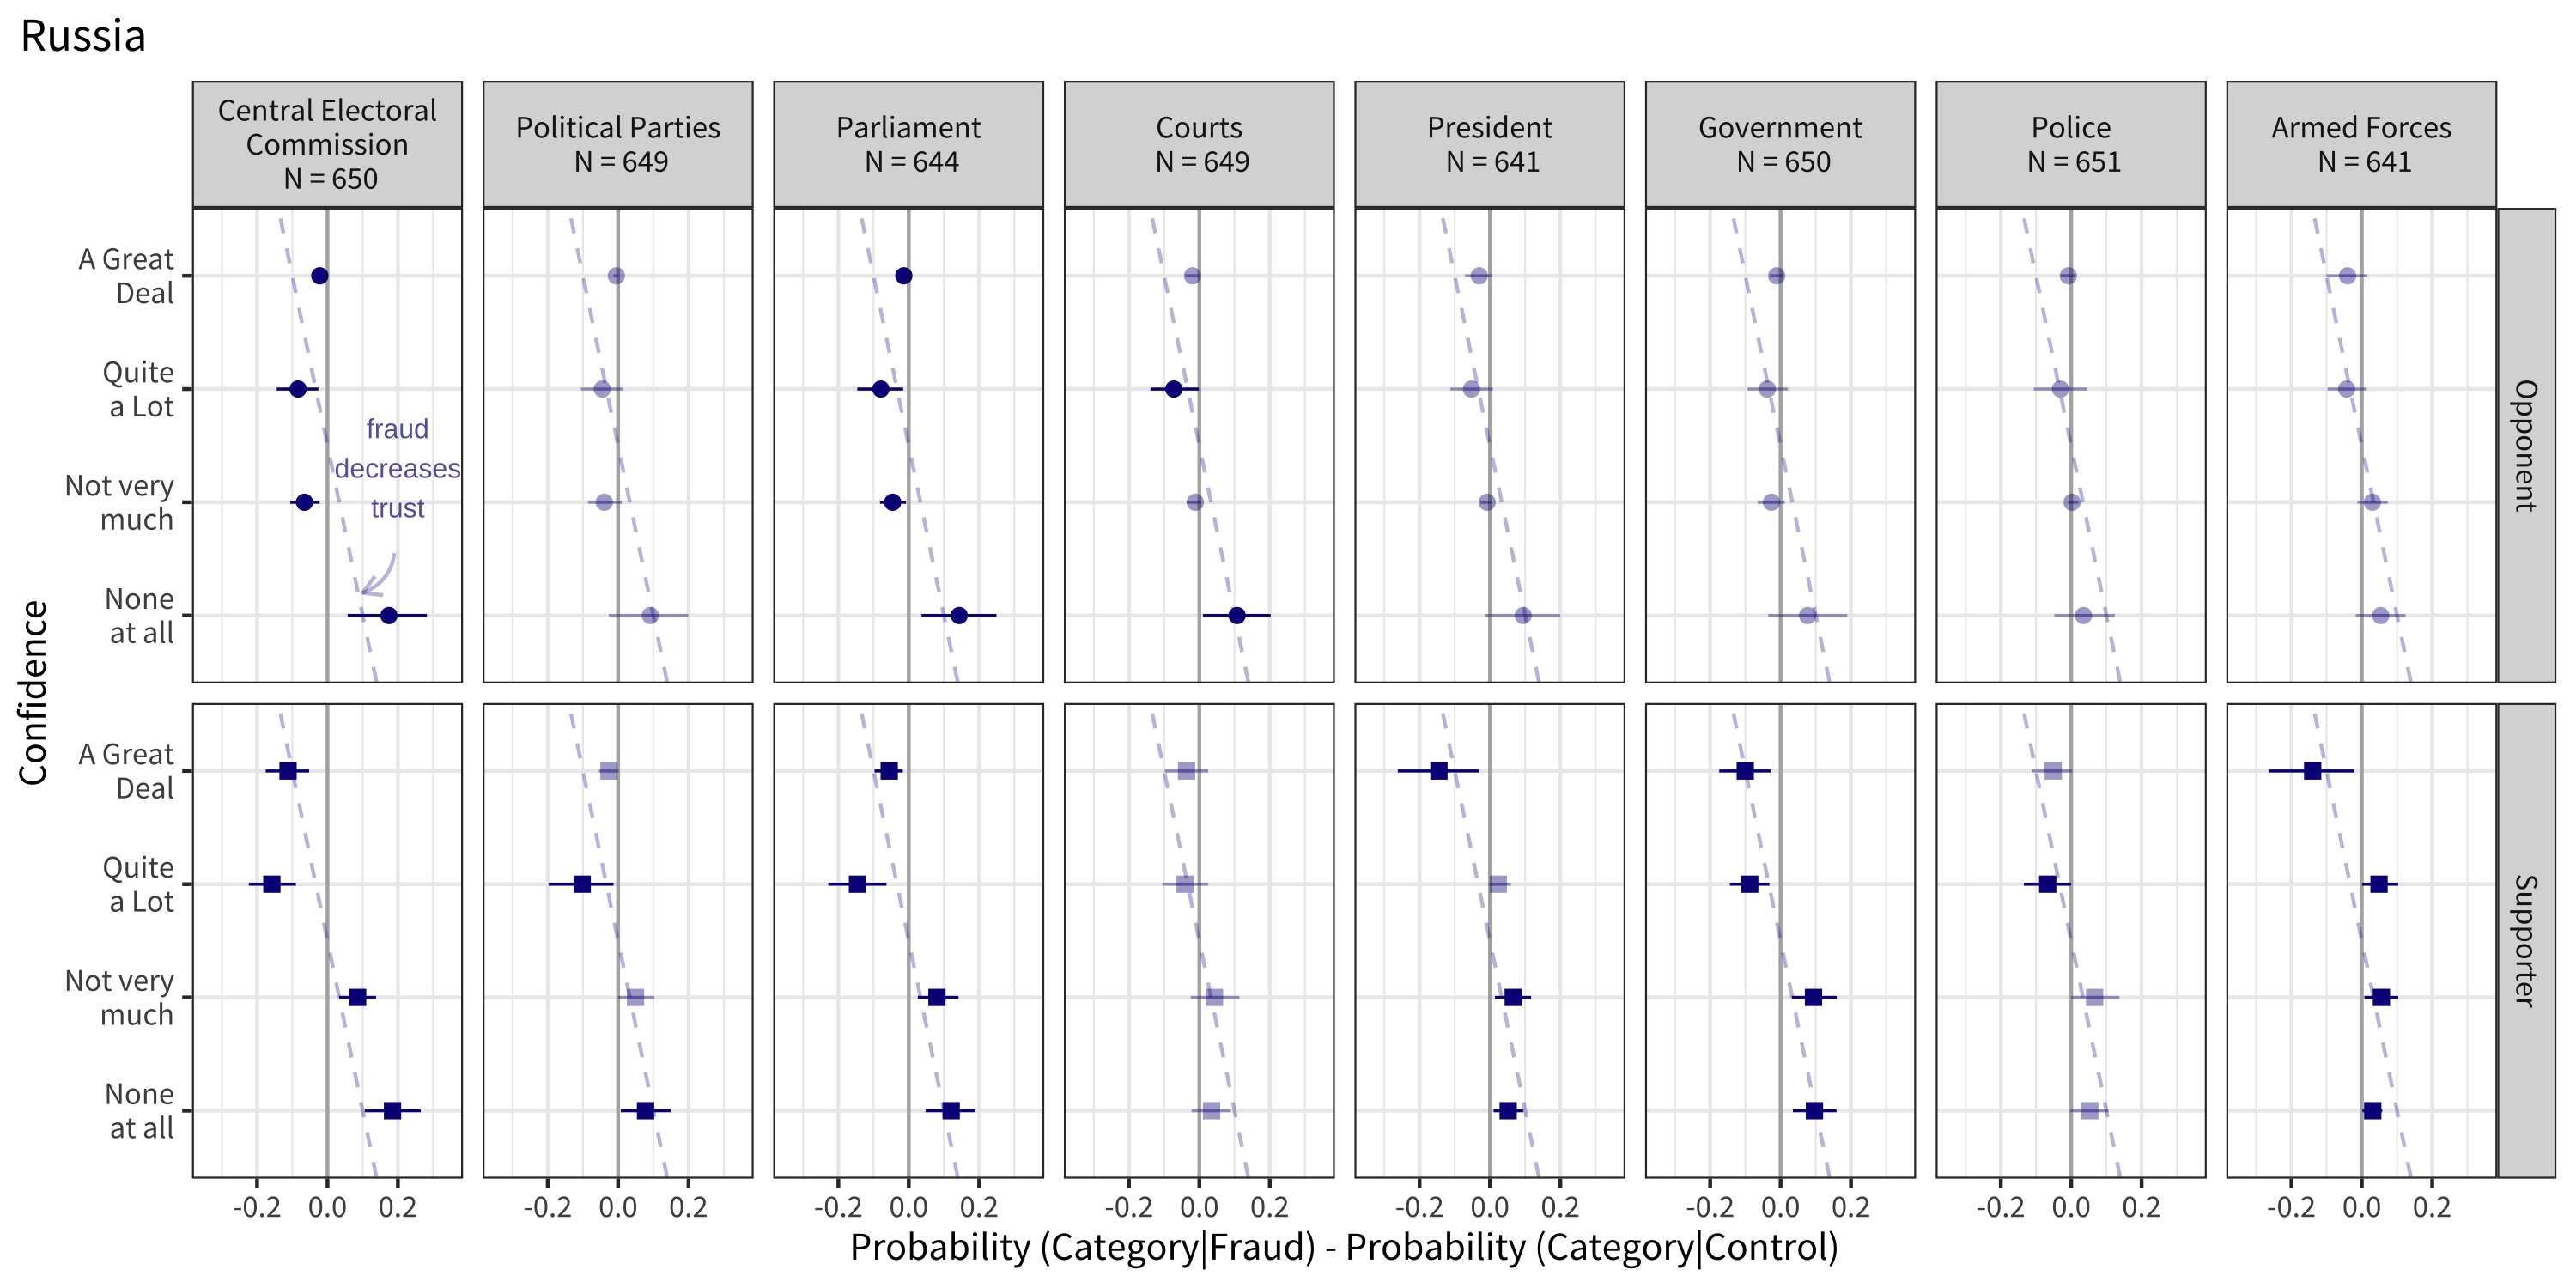 Russia
Central Electoral
Commission
N = 650
Political Parties
N = 649
Parliament
N = 644
Courts
N = 649
President
N = 641
Government
N = 650
Police
N = 651
Armed Forces
N = 641
Confidence
A Great
Deal
Quite
a Lot
Not very
much
None
at all
fraud
decreases
trust
Opponent
A Great
Deal
Quite
a Lot
Not very
much
None
at all
Supporter
-0.2 0.0 0.2
-0.2 0.0 0.2
-0.2 0.0 0.2
-0.2 0.0 0.2
-0.2 0.0 0.2
-0.2 0.0 0.2
-0.2 0.0 0.2
-0.2 0.0 0.2
Probability (Category|Fraud) - Probability (Category|Control)